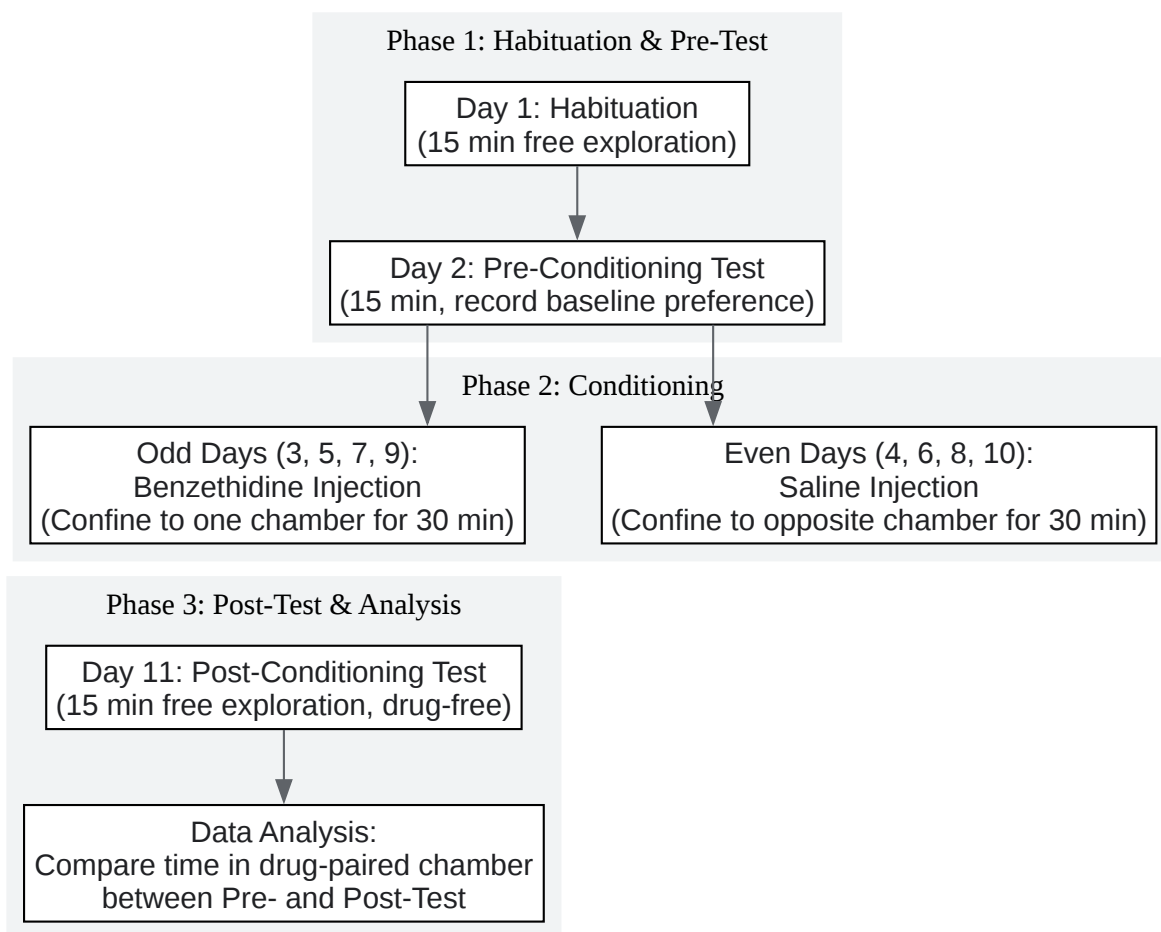 Phase 1: Habituation & Pre-Test
Day 1: Habituation
(15 min free exploration)
Day 2: Pre-Conditioning Test
(15 min, record baseline preference)
Phase 2: Conditioning
Odd Days (3, 5, 7, 9):
Benzethidine Injection
(Confine to one chamber for 30 min)
Even Days (4, 6, 8, 10):
Saline Injection
(Confine to opposite chamber for 30 min)
Phase 3: Post-Test & Analysis
Day 11: Post-Conditioning Test
(15 min free exploration, drug-free)
Data Analysis:
Compare time in drug-paired chamber
between Pre- and Post-Test